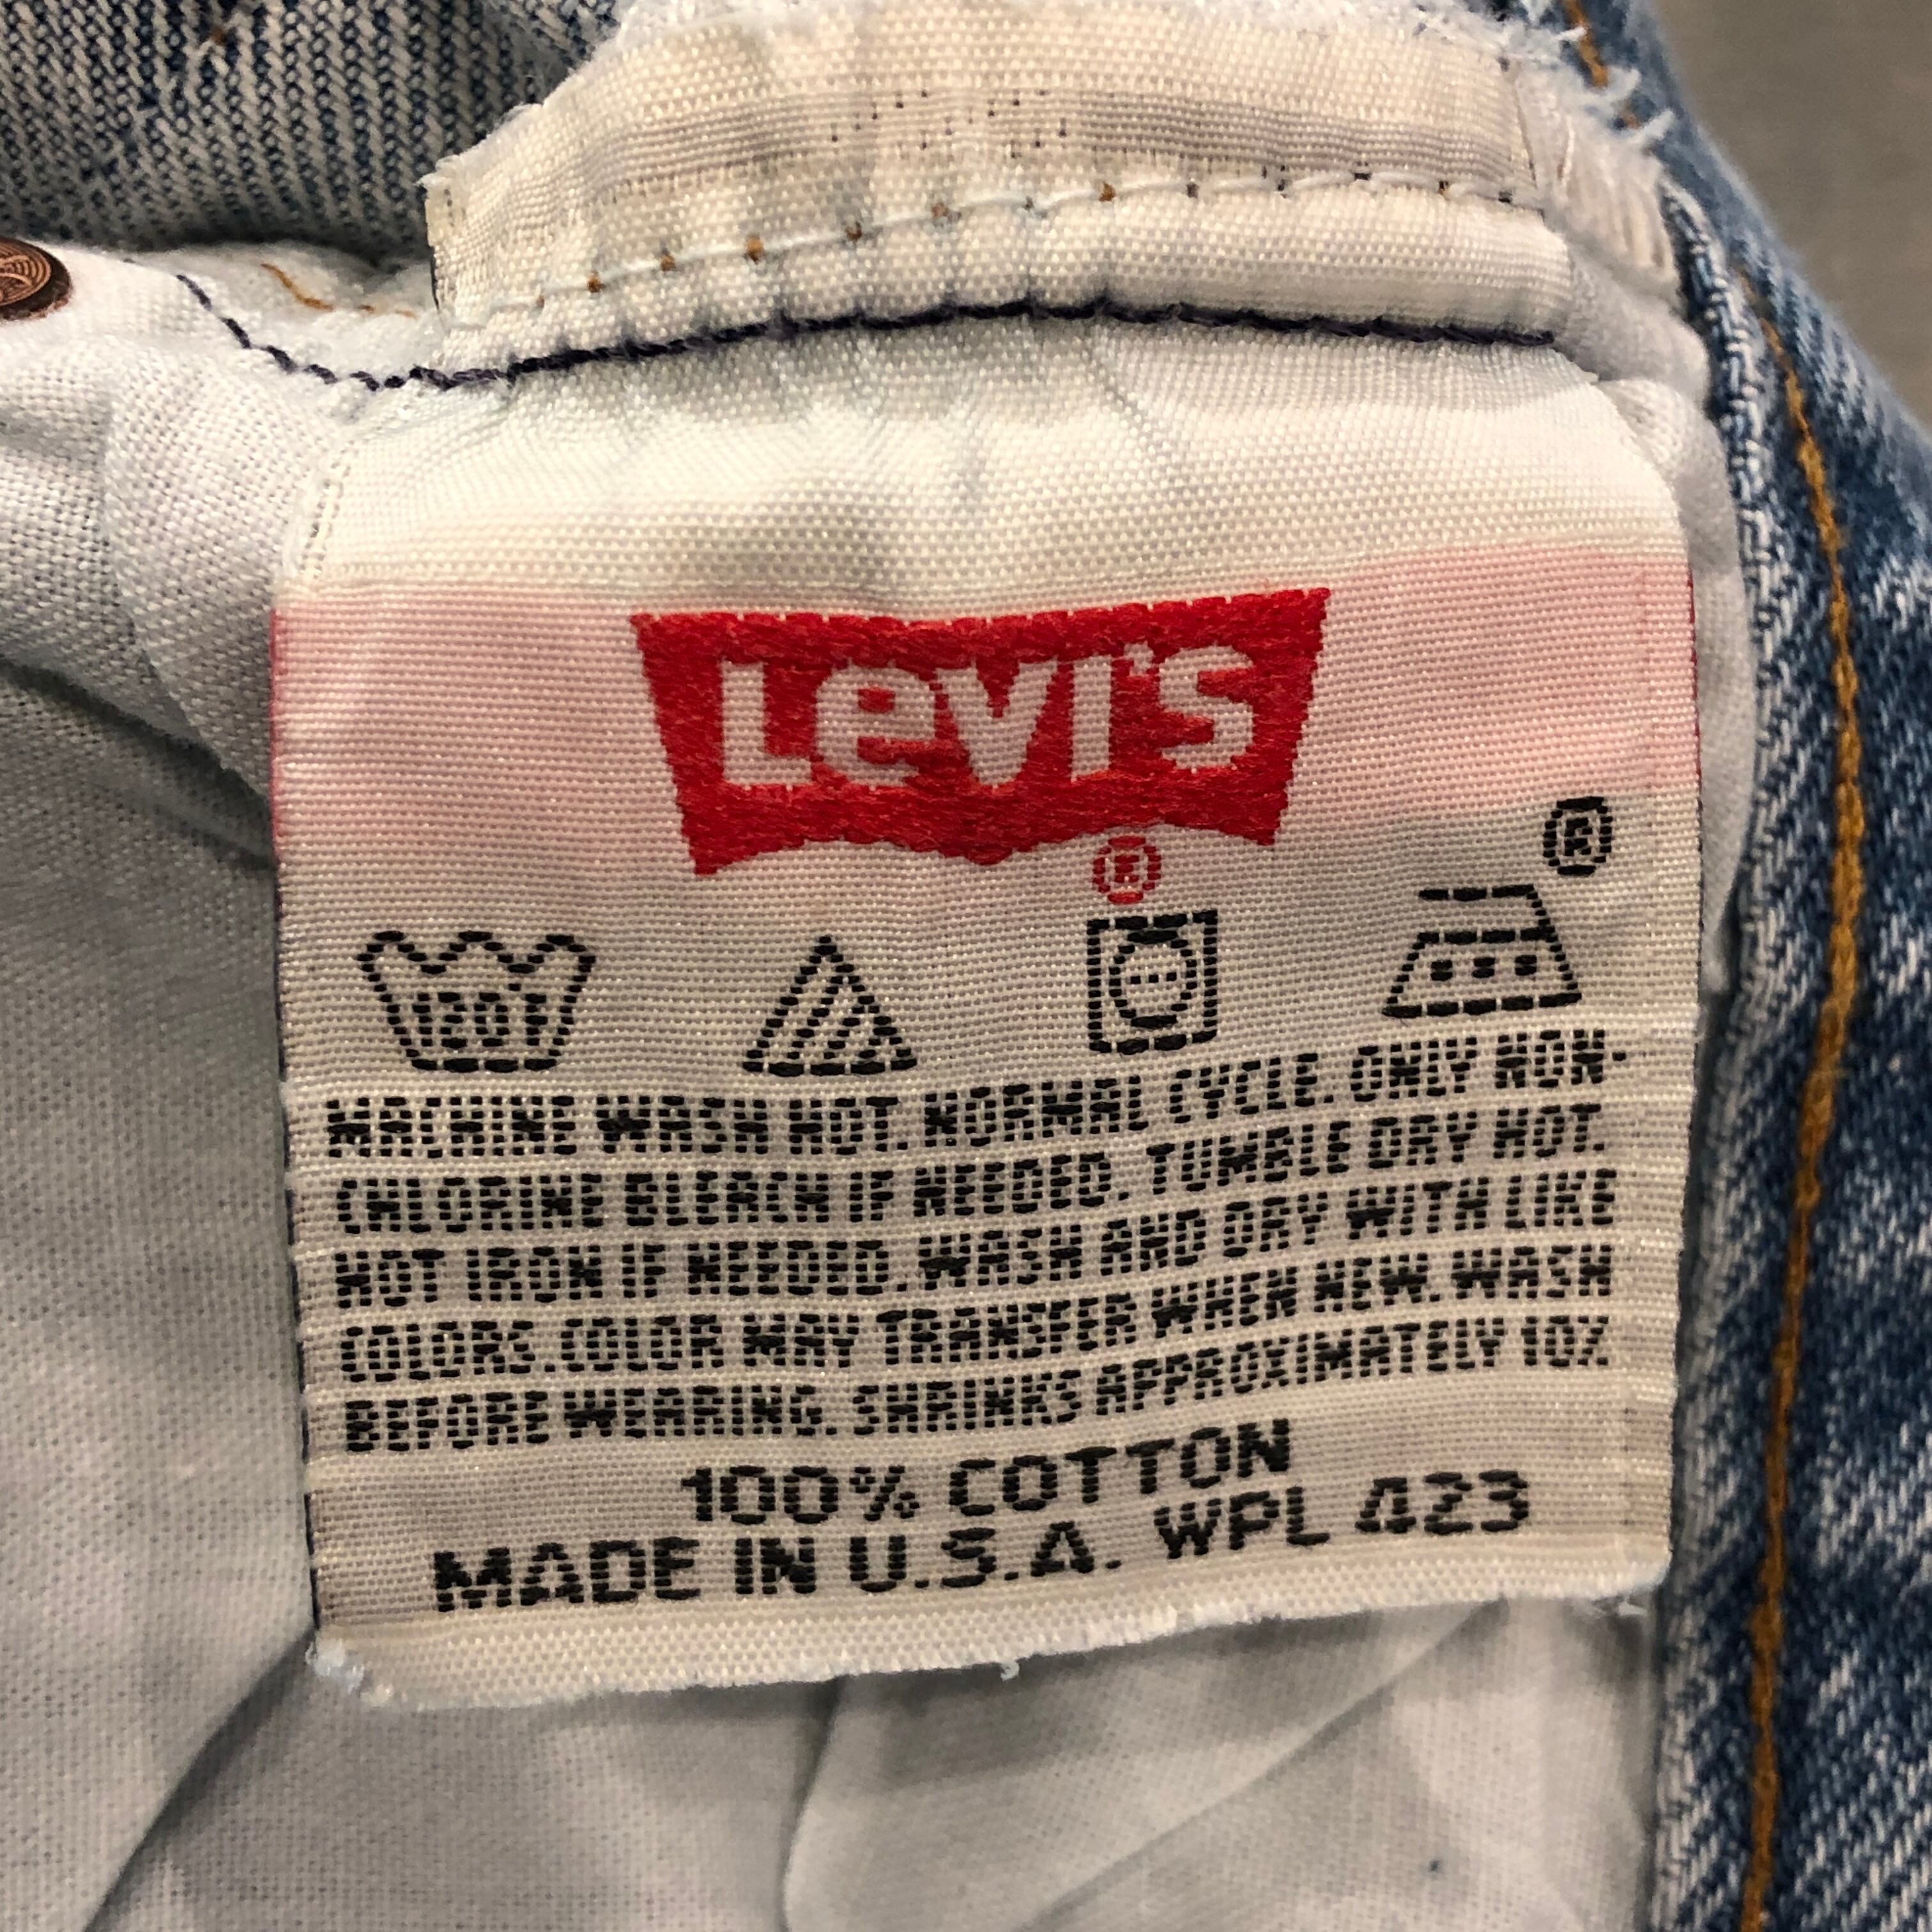 LEVI'S
®
®
120F
MACHINE WASH HOT. NORMAL CYCLE. ONLY NON-
CHLORINE BLEACH IF NEEDED. TUMBLE DRY HOT.
HOT IRON IF NEEDED. WASH AND DRY WITH LIKE
COLORS. COLOR MAY TRANSFER WHEN NEW. WASH
BEFORE WEARING. SHRINKS APPROXIMATELY 10%
100% COTTON
MADE IN U.S.A. WPL 423